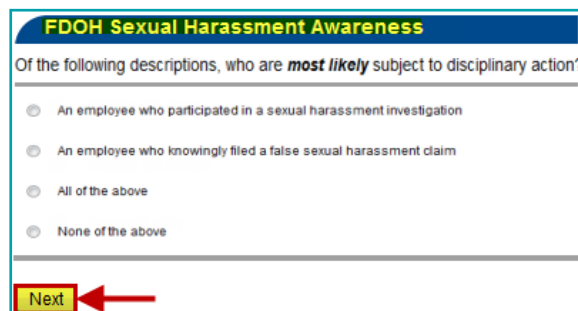 FDOH Sexual Harassment Awareness
Of the following descriptions, who are most likely subject to disciplinary action?
An employee who participated in a sexual harassment investigation
An employee who knowingly filed a false sexual harassment claim
All of the above
None of the above
Next